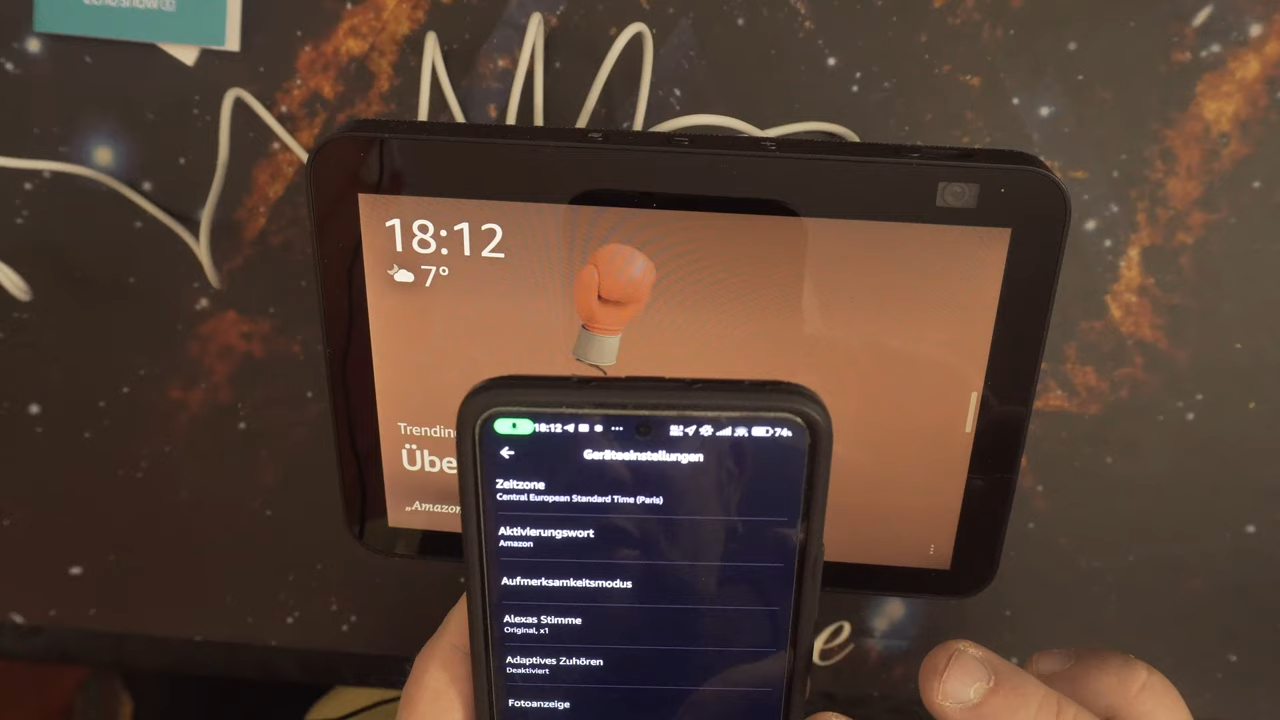 18:12
7°
Trending
Übe
„Amazon
18:12
74%
Geräteeinstellungen
Zeitzone
Central European Standard Time (Paris)
Aktivierungswort
Amazon
Aufmerksamkeitsmodus
Alexas Stimme
Original, x1
Adaptives Zuhören
Deaktiviert
Fotoanzeige
e